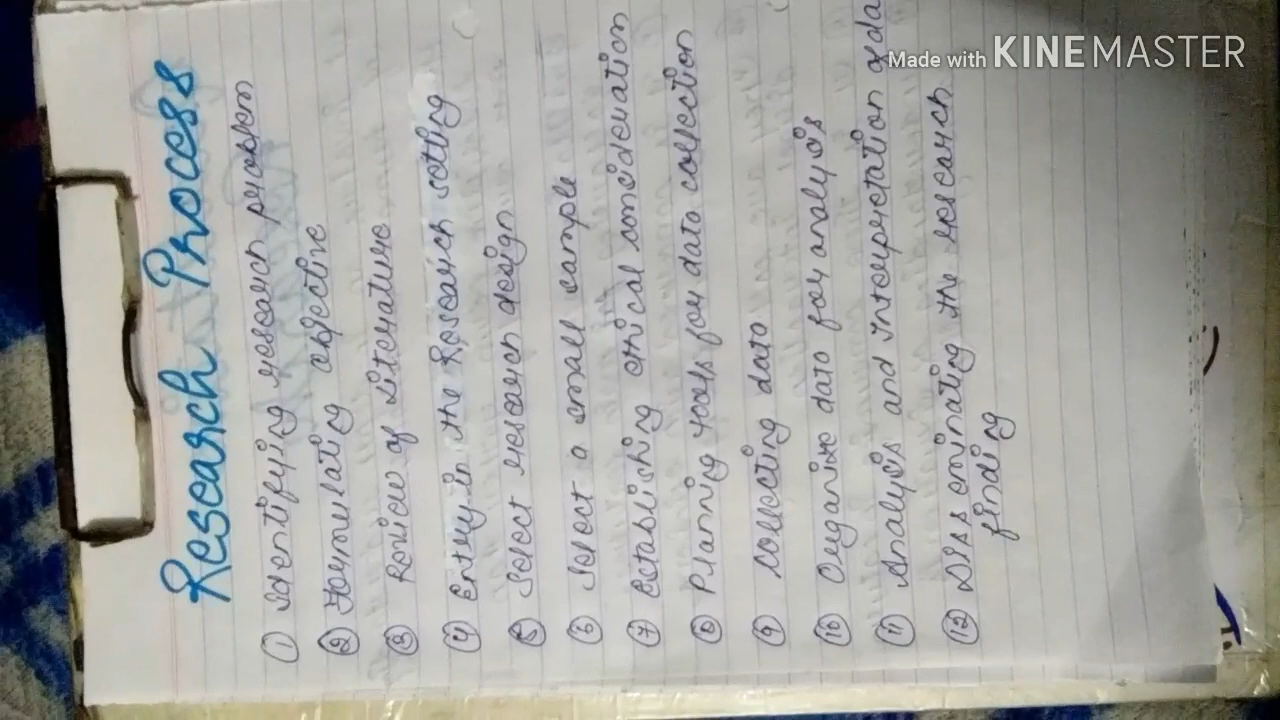 Research Process
① Identifying research problem
② Formulating objective
③ Review of Literature
④ Entry in the Research setting
⑤ Select research design
⑥ Select a small sample
⑦ Establishing ethical consideration
⑧ Planning tools for data collection
⑨ Collecting data
⑩ Organize data for analysis
⑪ Analysis and interpretation of da
⑫ Disseminating the research
finding
Made with KINEMASTER